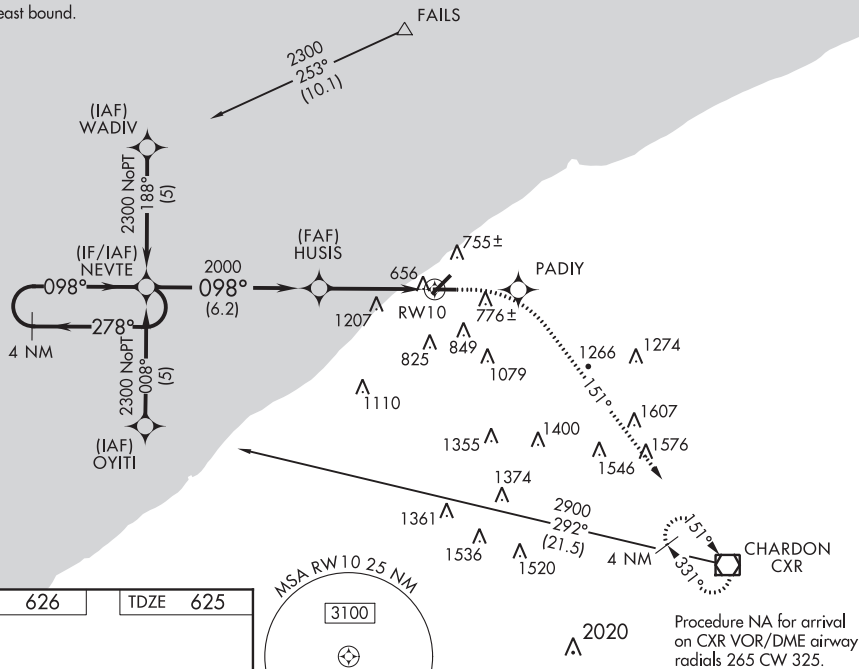 east bound.
FAILS
2300
253°
(10.1)
(IAF)
WADIV
2300 NoPT
188°
(5)
(IF/IAF)
NEVTE
098°
278°
4 NM
2000
098°
(6.2)
(FAF)
HUSIS
656
755±
RW10
PADIY
776±
1207
825
849
1079
1266
1274
151°
1110
2300 NoPT
008°
(5)
(IAF)
OYITI
1607
1355
1400
1546
1576
1374
1361
2900
292°
(21.5)
1536
1520
4 NM
151°
331°
CHARDON
CXR
626
TDZE 625
MSA RW10 25 NM
3100
2020
Procedure NA for arrival
on CXR VOR/DME airway
radials 265 CW 325.